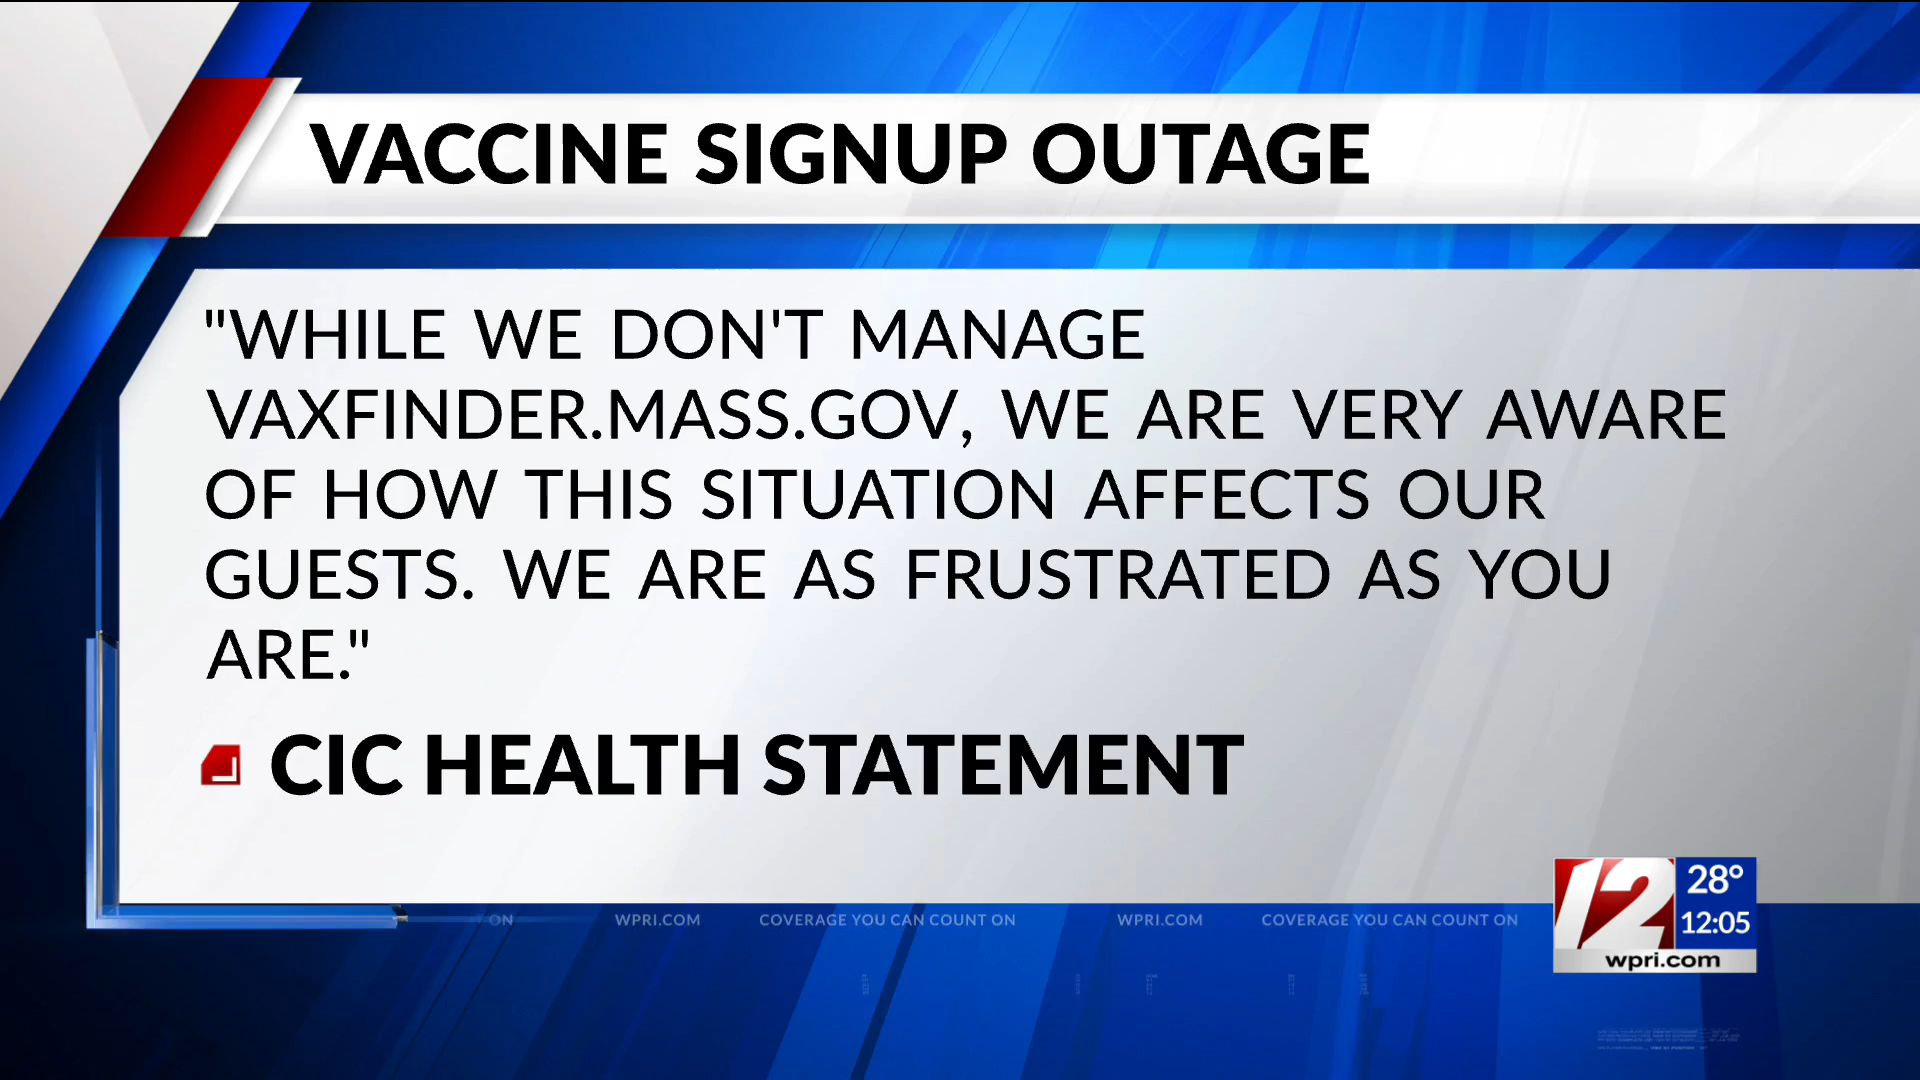 VACCINE SIGNUP OUTAGE
"WHILE WE DON'T MANAGE
VAXFINDER.MASS.GOV, WE ARE VERY AWARE
OF HOW THIS SITUATION AFFECTS OUR
GUESTS. WE ARE AS FRUSTRATED AS YOU
ARE."
CIC HEALTH STATEMENT
ON WPRI.COM COVERAGE YOU CAN COUNT ON WPRI.COM COVERAGE YOU CAN COUNT ON
12 28°
12:05
wpri.com